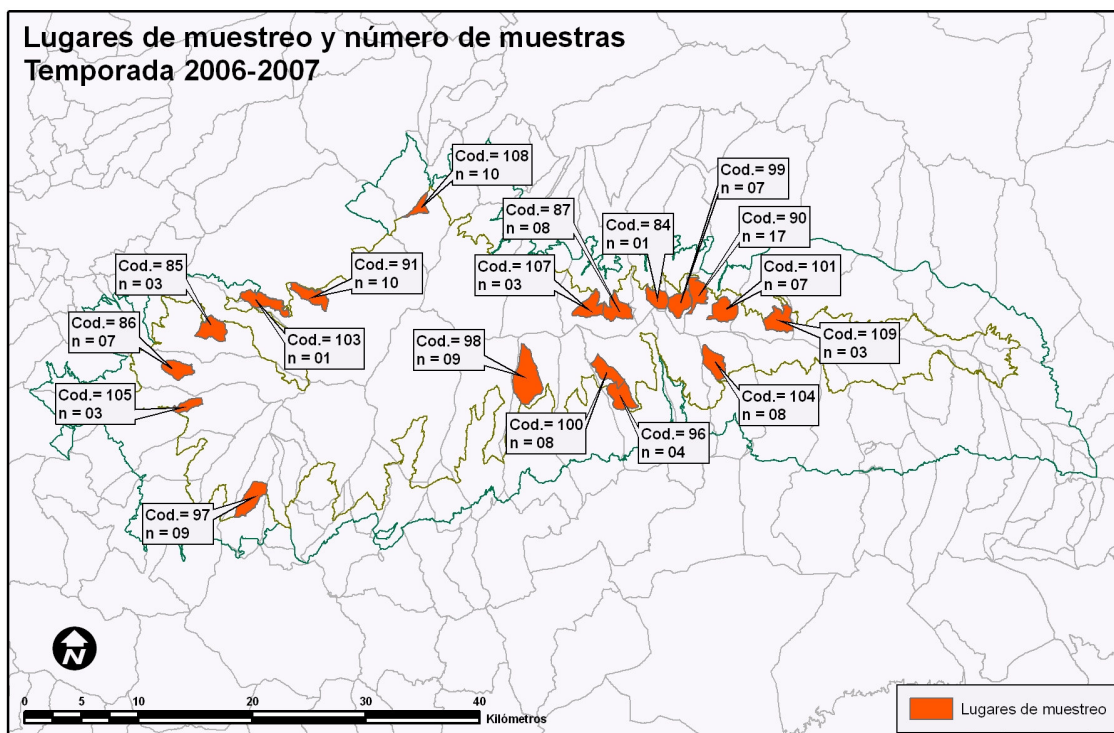 Lugares de muestreo y número de muestras
Temporada 2006-2007
Cod.= 108
n = 10
Cod.= 99
n = 07
Cod.= 87
n = 08
Cod.= 84
n = 01
Cod.= 90
n = 17
Cod.= 85
n = 03
Cod.= 91
n = 10
Cod.= 107
n = 03
Cod.= 101
n = 07
Cod.= 86
n = 07
Cod.= 103
n = 01
Cod.= 98
n = 09
Cod.= 109
n = 03
Cod.= 105
n = 03
Cod.= 100
n = 08
Cod.= 96
n = 04
Cod.= 104
n = 08
Cod.= 97
n = 09
N
0 5 10 20 30 40
Kilómetros
Lugares de muestreo